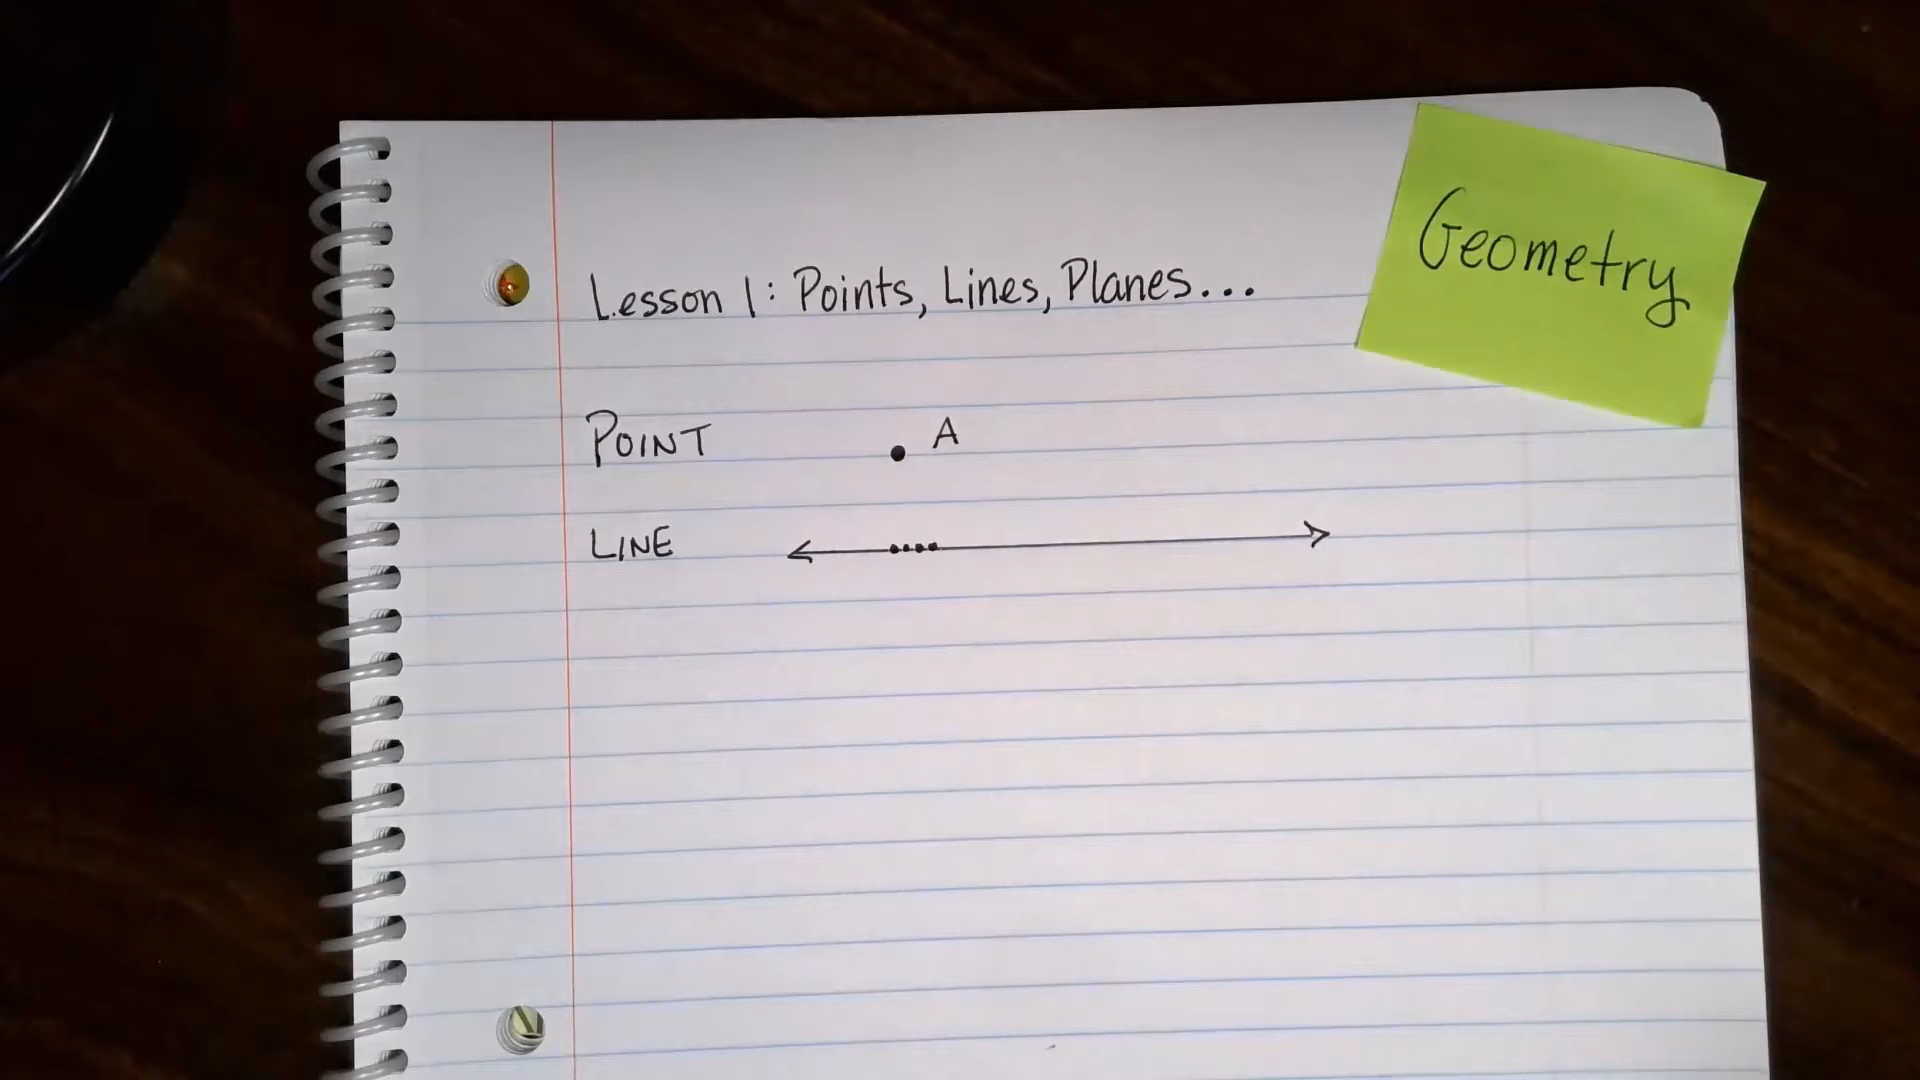 Lesson 1: Points, Lines, Planes...
Geometry
POINT
A
LINE